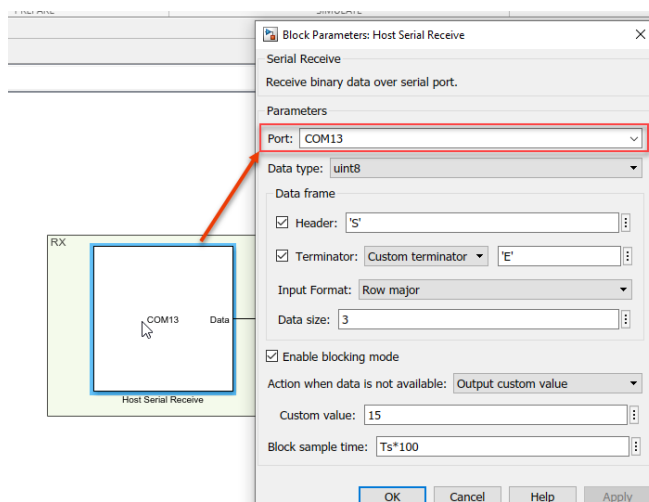 PREPARE SIMULATE
Block Parameters: Host Serial Receive
Serial Receive
Receive binary data over serial port.
Parameters
Port: COM13
Data type: uint8
Data frame
Header: 'S'
Terminator: Custom terminator 'E'
Input Format: Row major
Data size: 3
Enable blocking mode
Action when data is not available: Output custom value
Custom value: 15
Block sample time: Ts*100
OK Cancel Help Apply
RX
COM13 Data
Host Serial Receive